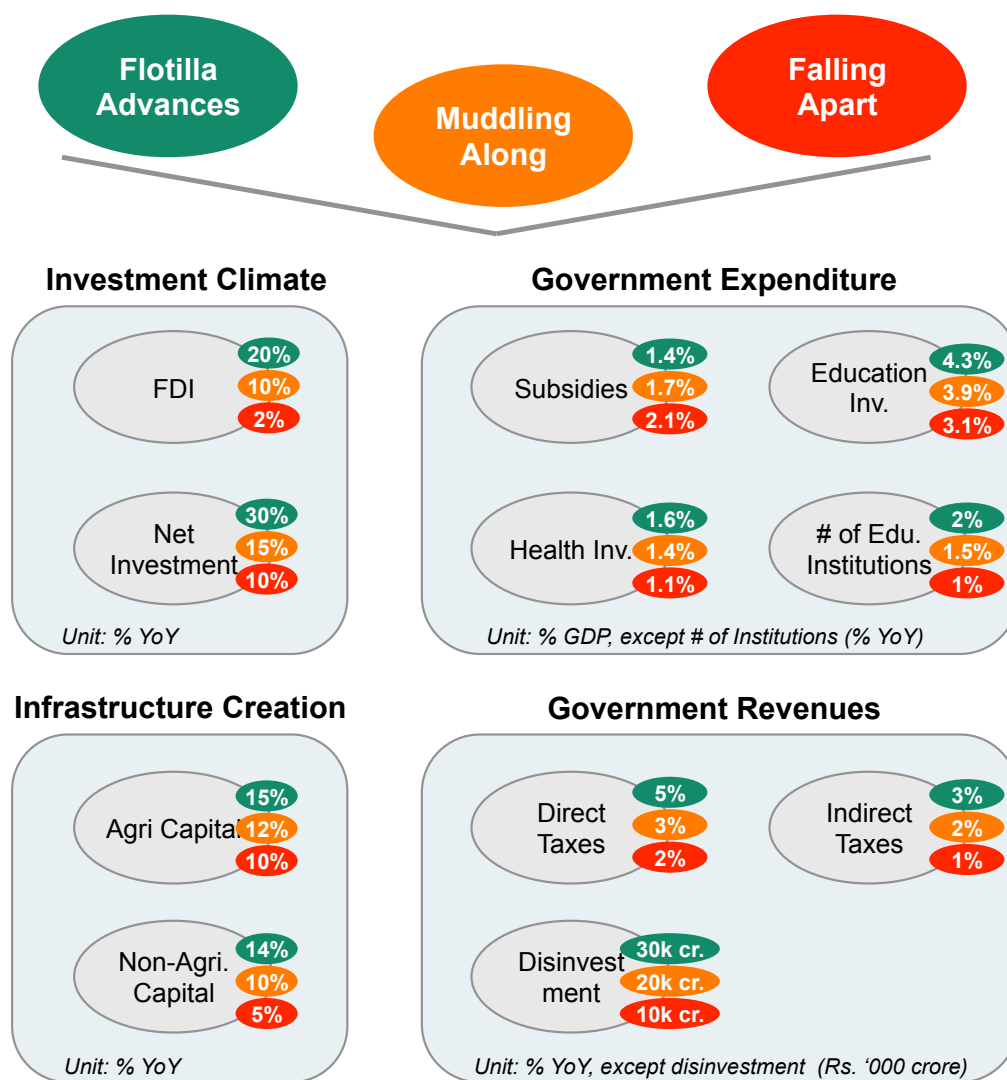 Flotilla
Advances
Muddling
Along
Falling
Apart
Investment Climate
FDI
20%
10%
2%
Net
Investment
30%
15%
10%
Unit: % YoY
Government Expenditure
Subsidies
1.4%
1.7%
2.1%
Education
Inv.
4.3%
3.9%
3.1%
Health Inv.
1.6%
1.4%
1.1%
# of Edu.
Institutions
2%
1.5%
1%
Unit: % GDP, except # of Institutions (% YoY)
Infrastructure Creation
Agri Capital
15%
12%
10%
Non-Agri.
Capital
14%
10%
5%
Unit: % YoY
Government Revenues
Direct
Taxes
5%
3%
2%
Indirect
Taxes
3%
2%
1%
Disinvest
ment
30k cr.
20k cr.
10k cr.
Unit: % YoY, except disinvestment (Rs. ‘000 crore)